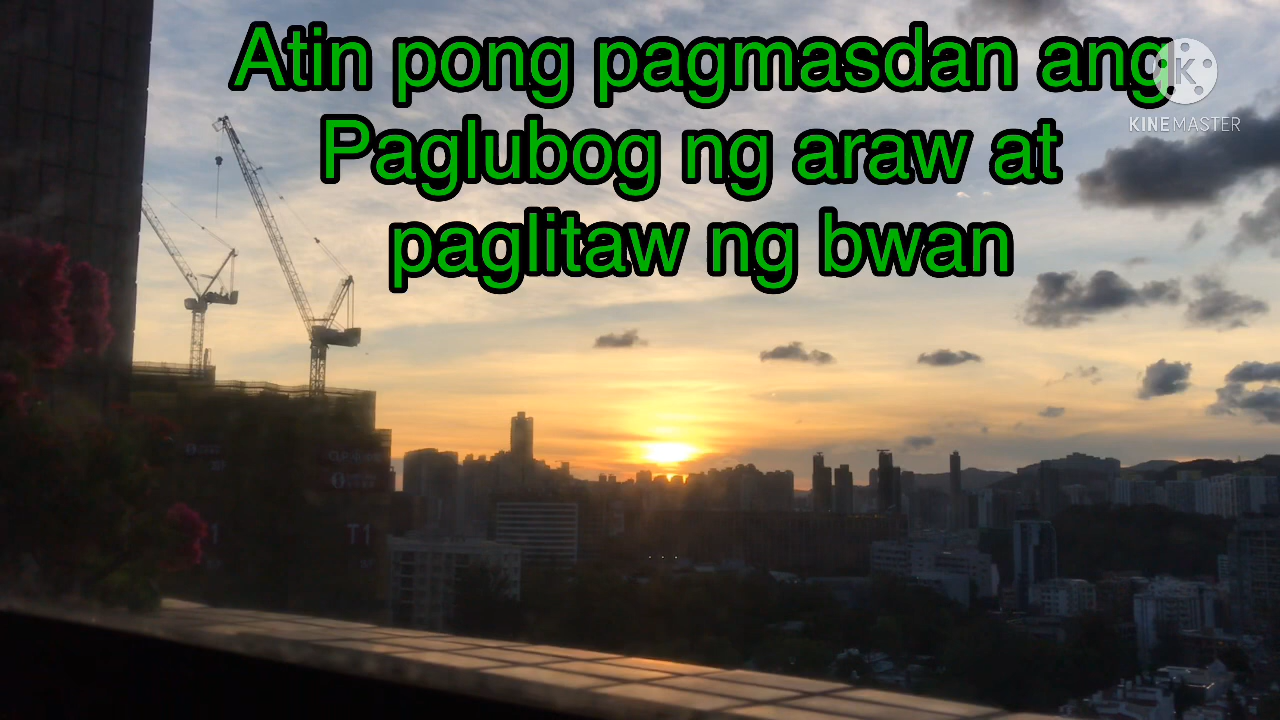 Atin pong pagmasdan ang
Paglubog ng araw at
paglitaw ng bwan
KINEMASTER
T1